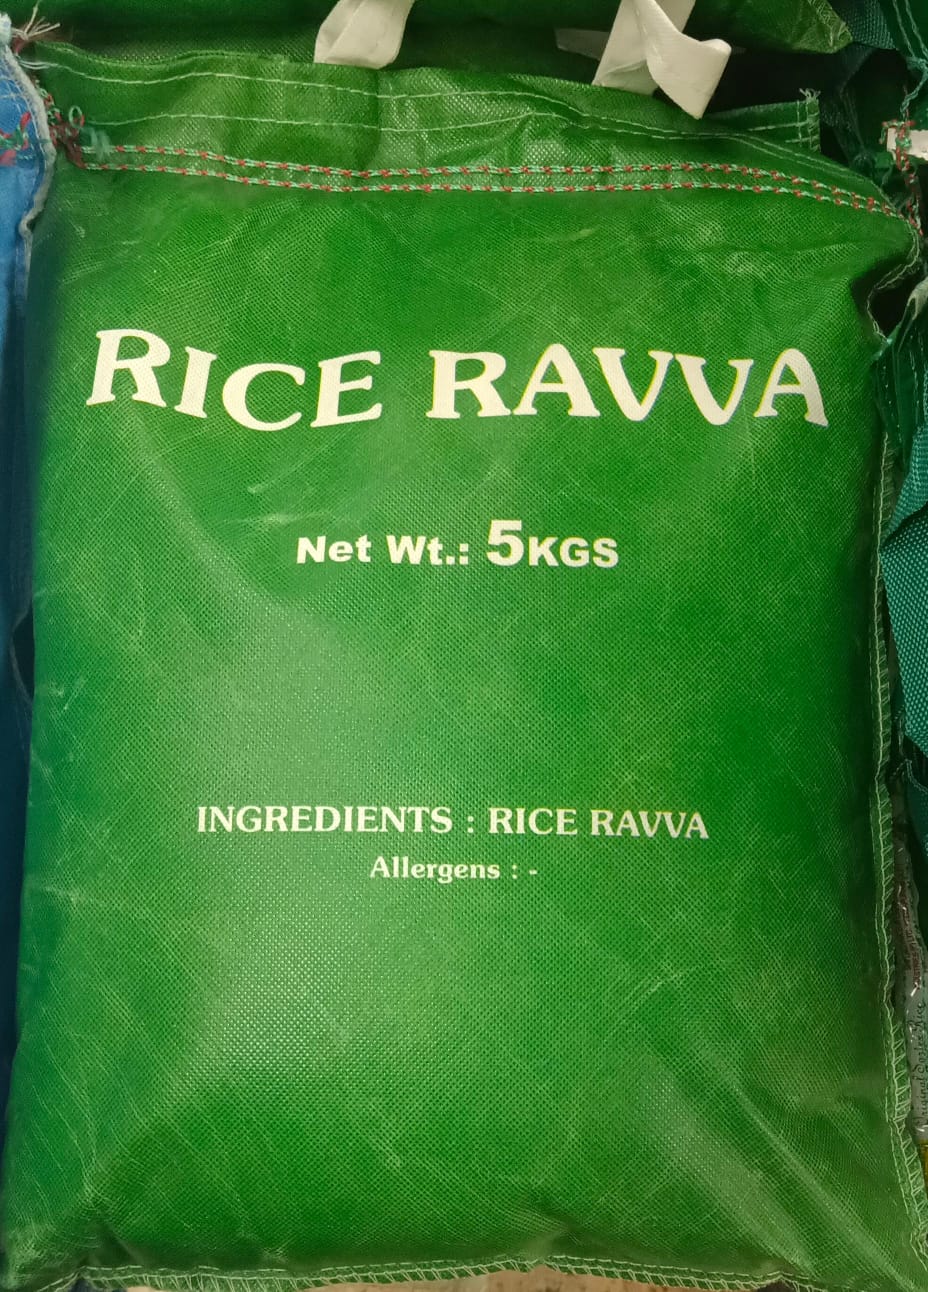 RICE RAVVA
Net Wt.: 5KGS
INGREDIENTS : RICE RAVVA
Allergens : -